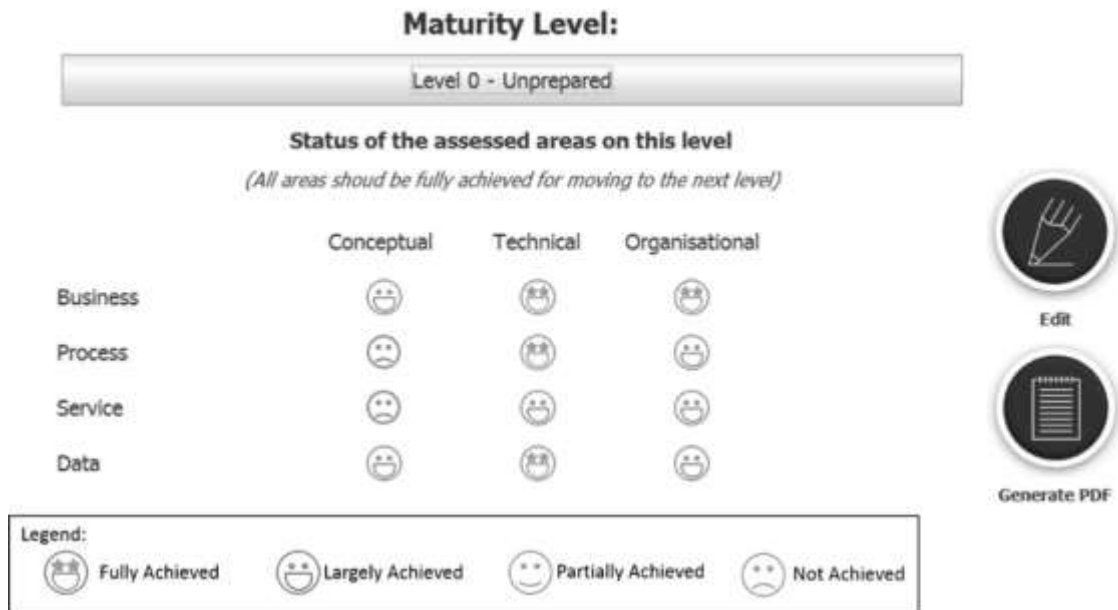 Maturity Level:
Level 0 - Unprepared
Status of the assessed areas on this level
(All areas shoud be fully achieved for moving to the next level)
Conceptual Technical Organisational
Business
Edit
Process
Service
Data
Generate PDF
Legend:
Fully Achieved Largely Achieved Partially Achieved Not Achieved